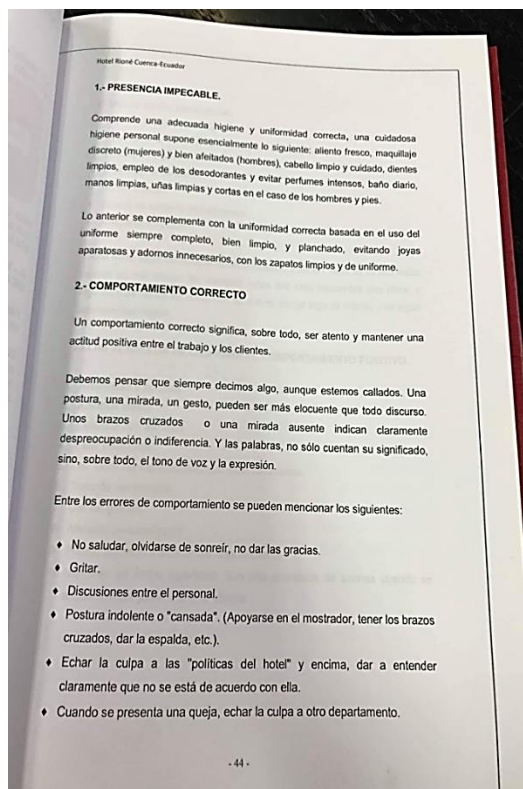 Hotel Rioné Cuenca-Ecuador
1.- PRESENCIA IMPECABLE.
Comprende una adecuada higiene y uniformidad correcta, una cuidadosa
higiene personal supone esencialmente lo siguiente: aliento fresco, maquillaje
discreto (mujeres) y bien afeitados (hombres), cabello limpio y cuidado, dientes
limpios, empleo de los desodorantes y evitar perfumes intensos, baño diario,
manos limpias, uñas limpias y cortas en el caso de los hombres y pies.
Lo anterior se complementa con la uniformidad correcta basada en el uso del
uniforme siempre completo, bien limpio, y planchado, evitando joyas
aparatosas y adornos innecesarios, con los zapatos limpios y de uniforme.
2.- COMPORTAMIENTO CORRECTO
Un comportamiento correcto significa, sobre todo, ser atento y mantener una
actitud positiva entre el trabajo y los clientes.
Debemos pensar que siempre decimos algo, aunque estemos callados. Una
postura, una mirada, un gesto, pueden ser más elocuente que todo discurso.
Unos brazos cruzados o una mirada ausente indican claramente
despreocupación o indiferencia. Y las palabras, no sólo cuentan su significado,
sino, sobre todo, el tono de voz y la expresión.
Entre los errores de comportamiento se pueden mencionar los siguientes:
♦ No saludar, olvidarse de sonreír, no dar las gracias.
♦ Gritar.
♦ Discusiones entre el personal.
♦ Postura indolente o "cansada". (Apoyarse en el mostrador, tener los brazos
cruzados, dar la espalda, etc.).
♦ Echar la culpa a las "políticas del hotel" y encima, dar a entender
claramente que no se está de acuerdo con ella.
♦ Cuando se presenta una queja, echar la culpa a otro departamento.
- 44 -